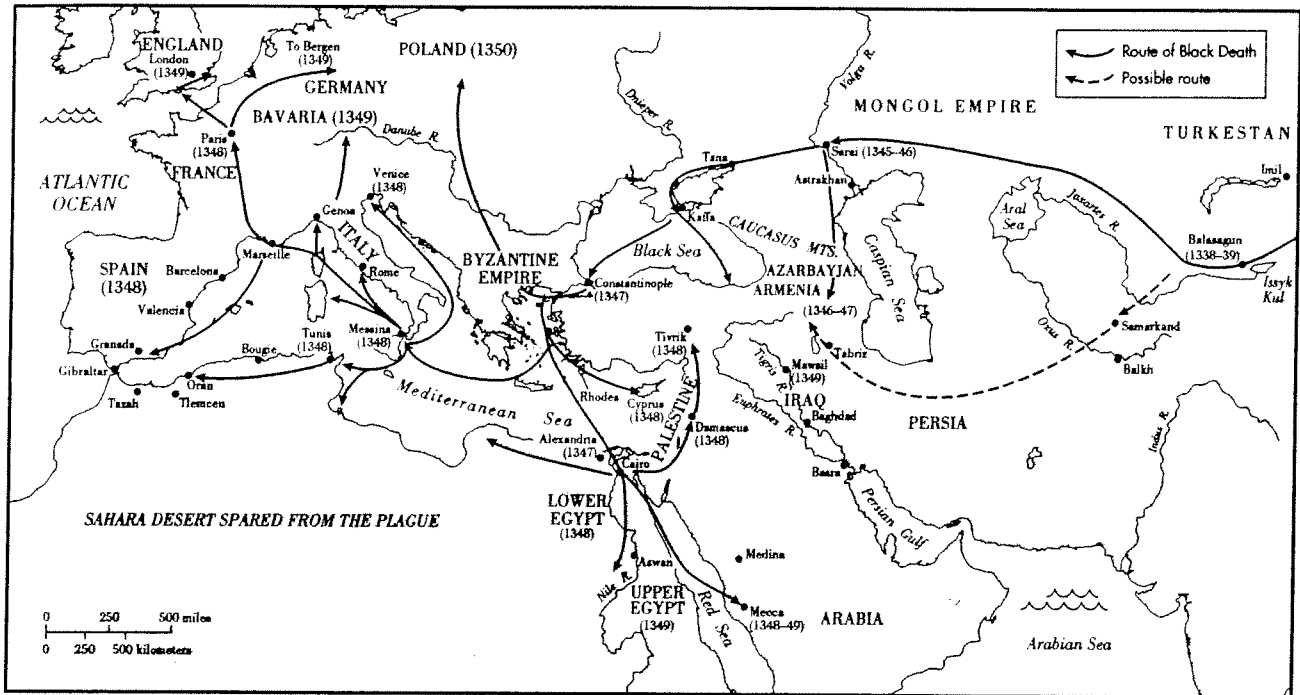 ENGLAND
London
(1349)
To Bergen
(1349)
POLAND (1350)
GERMANY
BAVARIA (1349)
Paris
(1348)
FRANCE
Danube R.
Dnieper R.
Volga R.
Route of Black Death
Possible route
MONGOL EMPIRE
TURKESTAN
Imil
ATLANTIC
OCEAN
Venice
(1348)
Genoa
ITALY
Marseille
Rome
SPAIN
(1348)
Barcelona
Valencia
Granada
Gibraltar
Tazah
Tlemcen
Oran
Bougie
Tunis
(1348)
Messina
(1348)
Tana
Kaffa
Sarai (1345–46)
Astrakhan
CAUCASUS MTS.
Black Sea
BYZANTINE
EMPIRE
Constantinople
(1347)
AZARBAYJAN
ARMENIA
(1346–47)
Caspian Sea
Aral
Sea
Jaxartes R.
Balasagun
(1338–39)
Issyk
Kul
Samarkand
Oxus R.
Balkh
Tivrik
Tabriz
Mawsil
(1349)
Tigris R.
IRAQ
Euphrates R.
Baghdad
Basra
PERSIA
Indus R.
Persian Gulf
Mediterranean
Sea
Rhodes
Cyprus
(1348)
PALESTINE
Damascus
(1348)
Alexandria
(1347)
Cairo
LOWER
EGYPT
(1348)
SAHARA DESERT SPARED FROM THE PLAGUE
Aswan
Nile R.
UPPER
EGYPT
(1349)
Red Sea
Medina
Mecca
(1348–49)
ARABIA
Arabian Sea
0 250 500 miles
0 250 500 kilometers